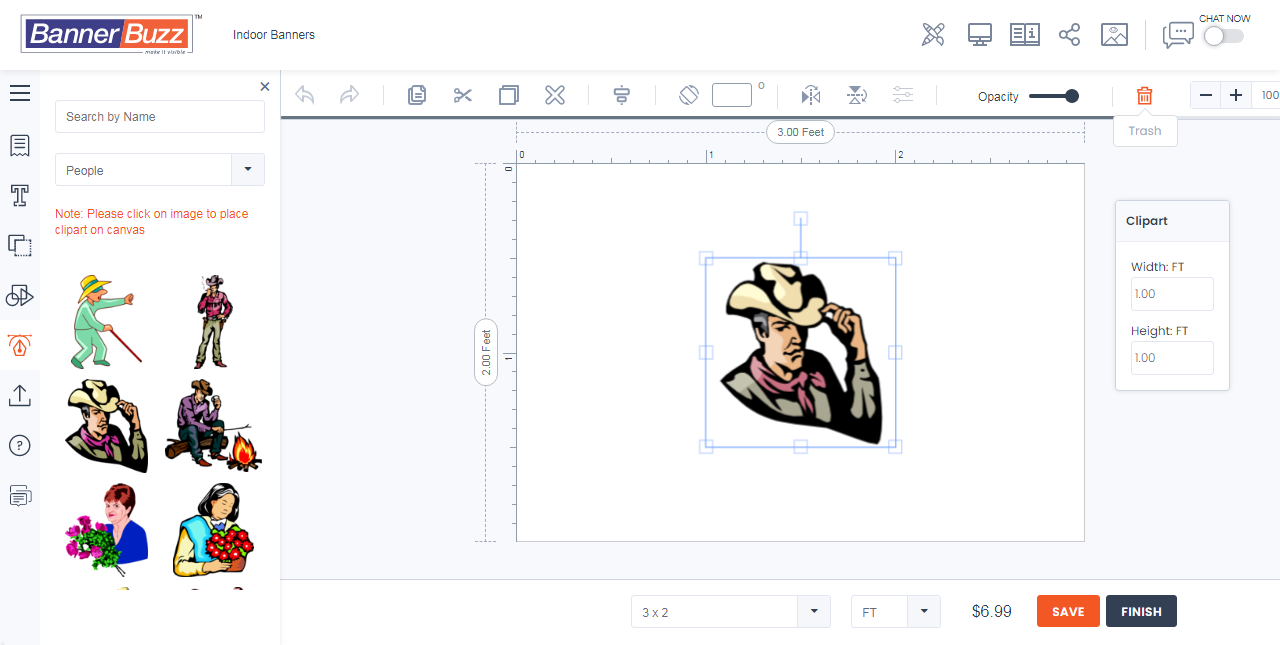 BannerBuzz™
make it visible
Indoor Banners
CHAT NOW
Search by Name
People
Note: Please click on image to place
clipart on canvas
0
Opacity
100
Trash
3.00 Feet
0 1 2
0
1
2.00 Feet
Clipart
Width: FT
1.00
Height: FT
1.00
3 x 2
FT
$6.99
SAVE
FINISH